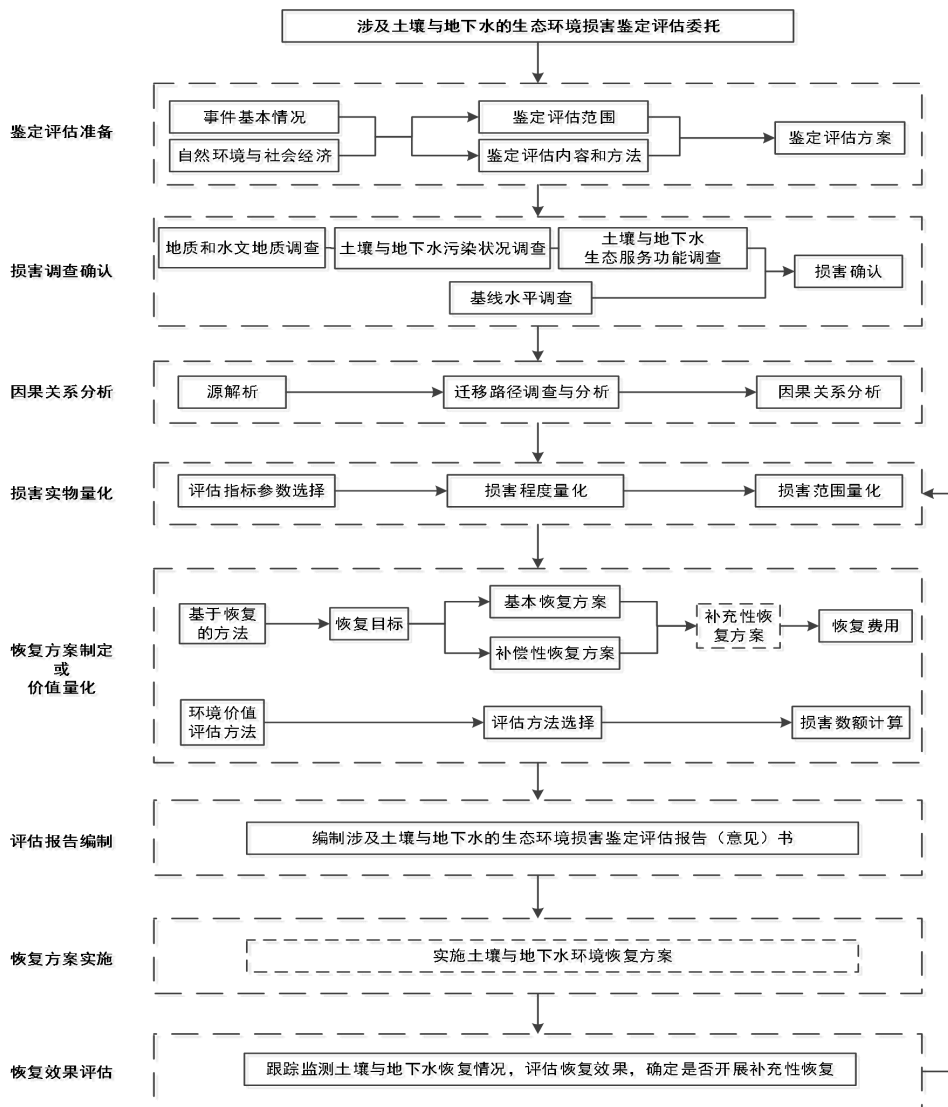 涉及土壤与地下水的生态环境损害鉴定评估委托
鉴定评估准备
事件基本情况
自然环境与社会经济
鉴定评估范围
鉴定评估内容和方法
鉴定评估方案
损害调查确认
地质和水文地质调查
土壤与地下水污染状况调查
土壤与地下水
生态服务功能调查
基线水平调查
损害确认
因果关系分析
源解析
迁移路径调查与分析
因果关系分析
损害实物量化
评估指标参数选择
损害程度量化
损害范围量化
恢复方案制定
或
价值量化
基于恢复
的方法
恢复目标
基本恢复方案
补偿性恢复方案
补充性恢
复方案
恢复费用
环境价值
评估方法
评估方法选择
损害数额计算
评估报告编制
编制涉及土壤与地下水的生态环境损害鉴定评估报告（意见）书
恢复方案实施
实施土壤与地下水环境恢复方案
恢复效果评估
跟踪监测土壤与地下水恢复情况，评估恢复效果，确定是否开展补充性恢复